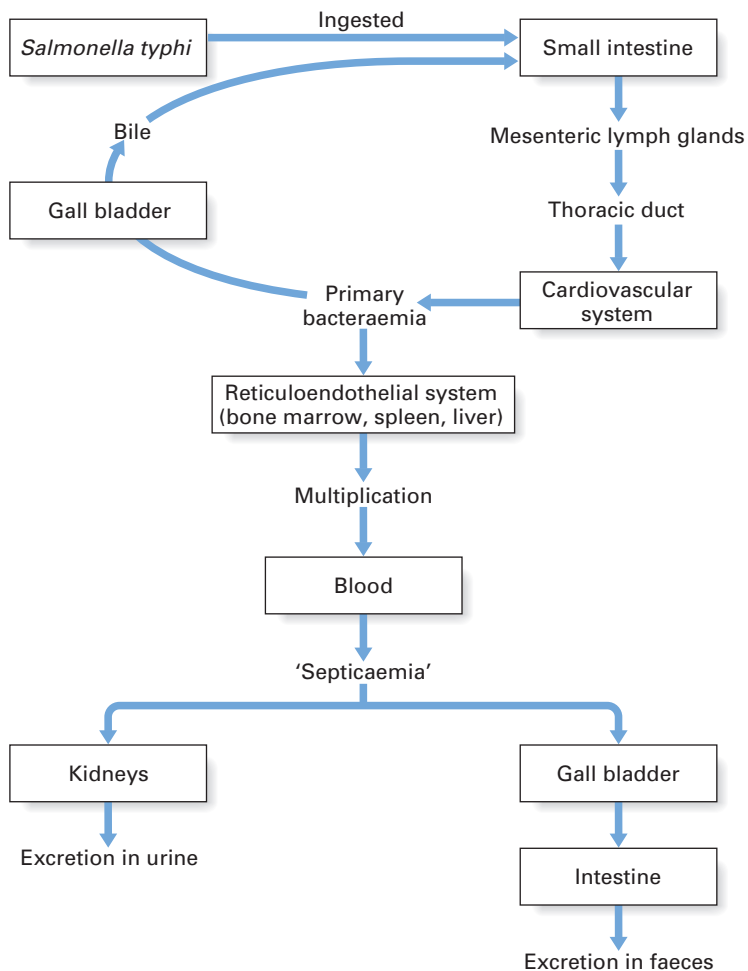 Ingested
Salmonella typhi
Small intestine
Bile
Mesenteric lymph glands
Gall bladder
Thoracic duct
Primary
bacteraemia
Cardiovascular
system
Reticuloendothelial system
(bone marrow, spleen, liver)
Multiplication
Blood
‘Septicaemia’
Kidneys
Gall bladder
Excretion in urine
Intestine
Excretion in faeces